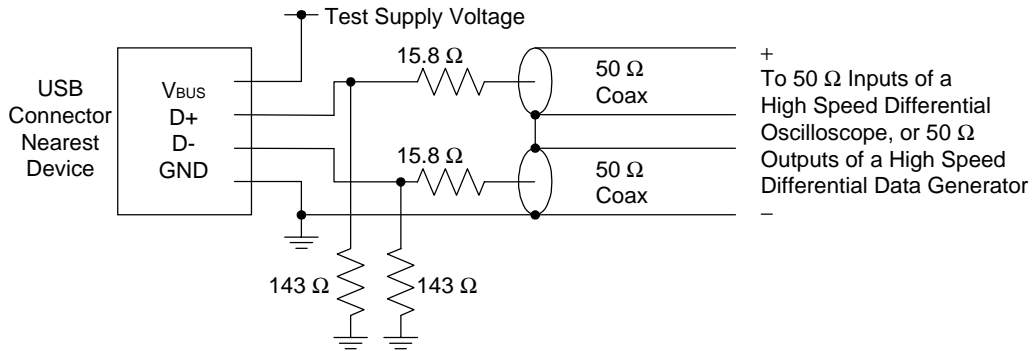 Test Supply Voltage
USB
Connector
Nearest
Device
VBUS
D+
D-
GND
15.8 Ω
50 Ω
Coax
15.8 Ω
50 Ω
Coax
143 Ω
143 Ω
+
To 50 Ω Inputs of a
High Speed Differential
Oscilloscope, or 50 Ω
Outputs of a High Speed
Differential Data Generator
−